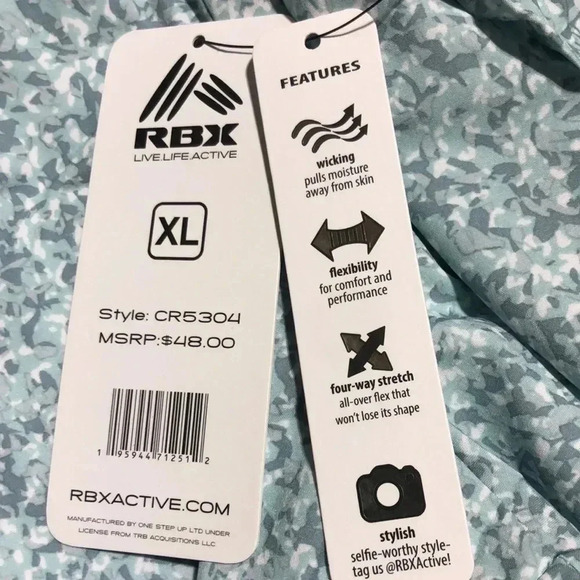 RBX
LIVE.LIFE.ACTIVE
XL
Style: CR5304
MSRP:$48.00
1 95944 71251 2
RBXACTIVE.COM
MANUFACTURED BY ONE STEP UP LTD UNDER
LICENSE FROM TRB ACQUISITIONS LLC
FEATURES
wicking
pulls moisture
away from skin
flexibility
for comfort and
performance
four-way stretch
all-over flex that
won't lose its shape
stylish
selfie-worthy style-
tag us @RBXActive!